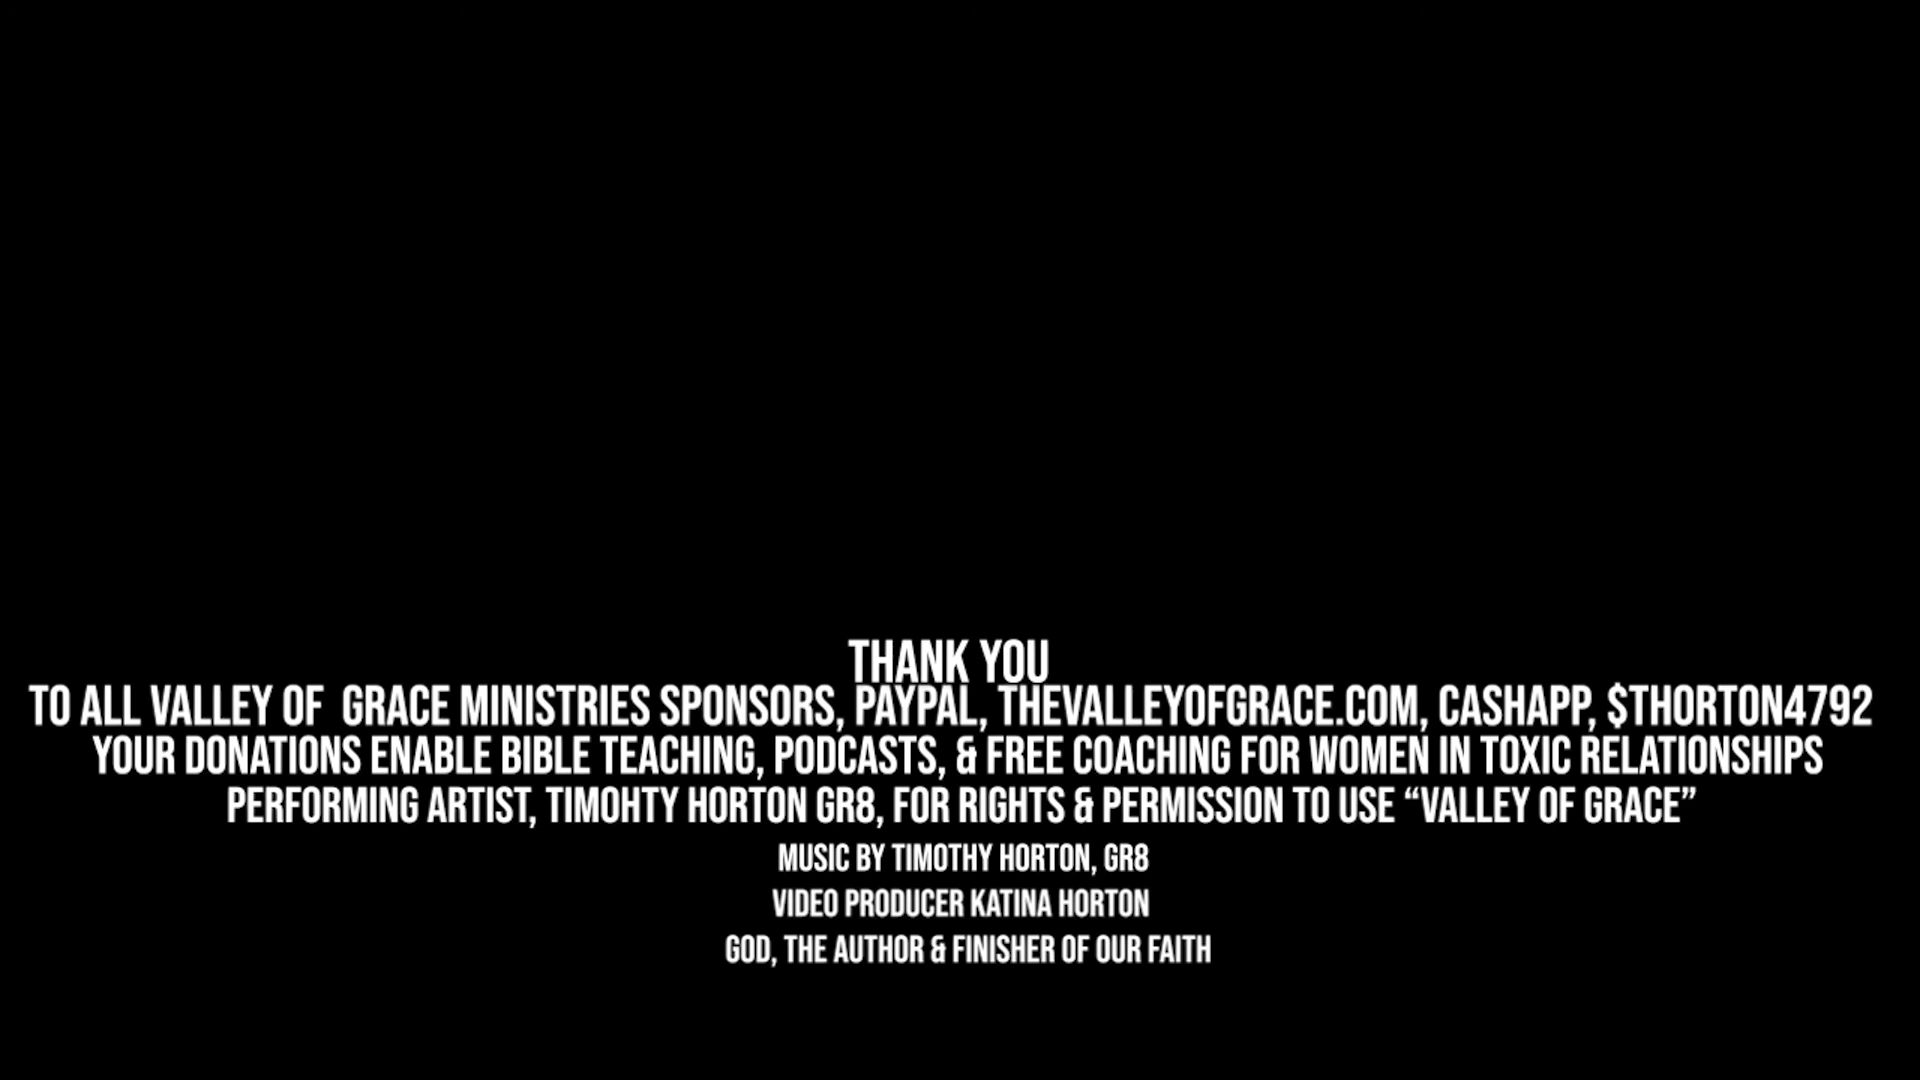 THANK YOU
TO ALL VALLEY OF GRACE MINISTRIES SPONSORS, PAYPAL, THEVALLEYOFGRACE.COM, CASHAPP, $THORTON4792
YOUR DONATIONS ENABLE BIBLE TEACHING, PODCASTS, & FREE COACHING FOR WOMEN IN TOXIC RELATIONSHIPS
PERFORMING ARTIST, TIMOHTY HORTON GR8, FOR RIGHTS & PERMISSION TO USE “VALLEY OF GRACE”
MUSIC BY TIMOTHY HORTON, GR8
VIDEO PRODUCER KATINA HORTON
GOD, THE AUTHOR & FINISHER OF OUR FAITH